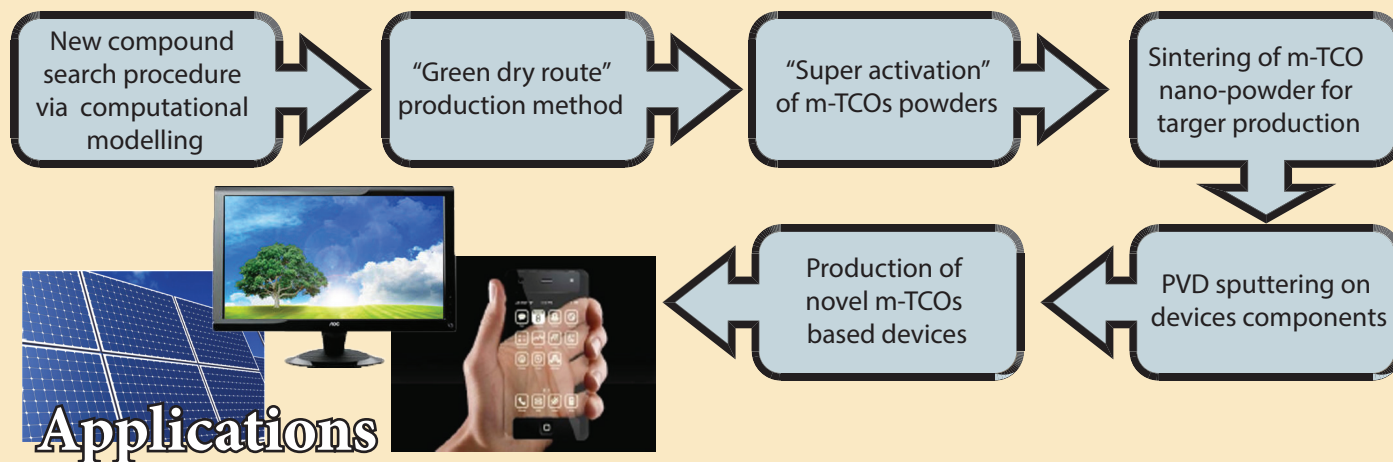 New compound
search procedure
via computational
modelling
“Green dry route”
production method
“Super activation”
of m-TCOs powders
Sintering of m-TCO
nano-powder for
targer production
PVD sputtering on
devices components
Production of
novel m-TCOs
based devices
AOC
Applications